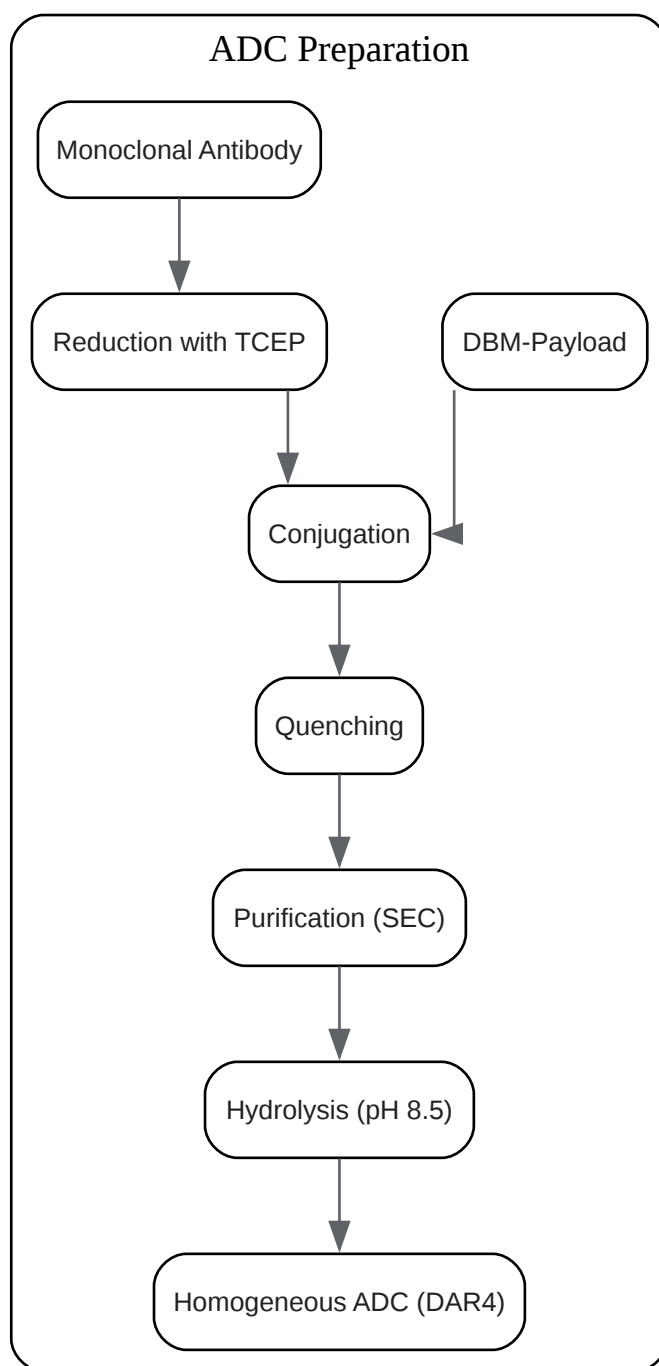 ADC Preparation
Monoclonal Antibody
Reduction with TCEP
DBM-Payload
Conjugation
Quenching
Purification (SEC)
Hydrolysis (pH 8.5)
Homogeneous ADC (DAR4)